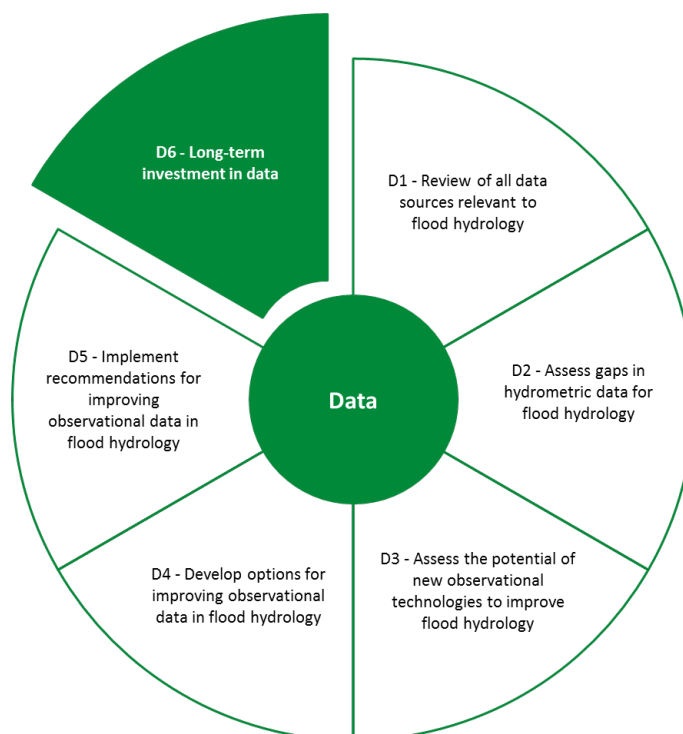 D6 - Long-term
investment in data
D1 - Review of all data
sources relevant to
flood hydrology
D2 - Assess gaps in
hydrometric data for
flood hydrology
D3 - Assess the potential of
new observational
technologies to improve
flood hydrology
D4 - Develop options for
improving observational
data in flood hydrology
D5 - Implement
recommendations for
improving
observational data in
flood hydrology
Data